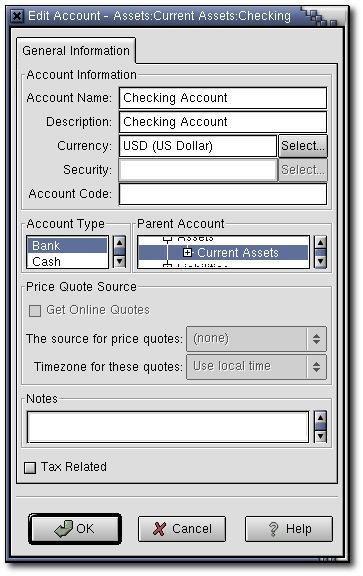 Edit Account - Assets:Current Assets:Checking
General Information
Account Information
Account Name: Checking Account
Description: Checking Account
Currency: USD (US Dollar) Select...
Security: Select...
Account Code:
Account Type
Bank
Cash
Parent Account
Assets
Current Assets
Liabilities
Price Quote Source
Get Online Quotes
The source for price quotes: (none)
Timezone for these quotes: Use local time
Notes
Tax Related
OK Cancel Help